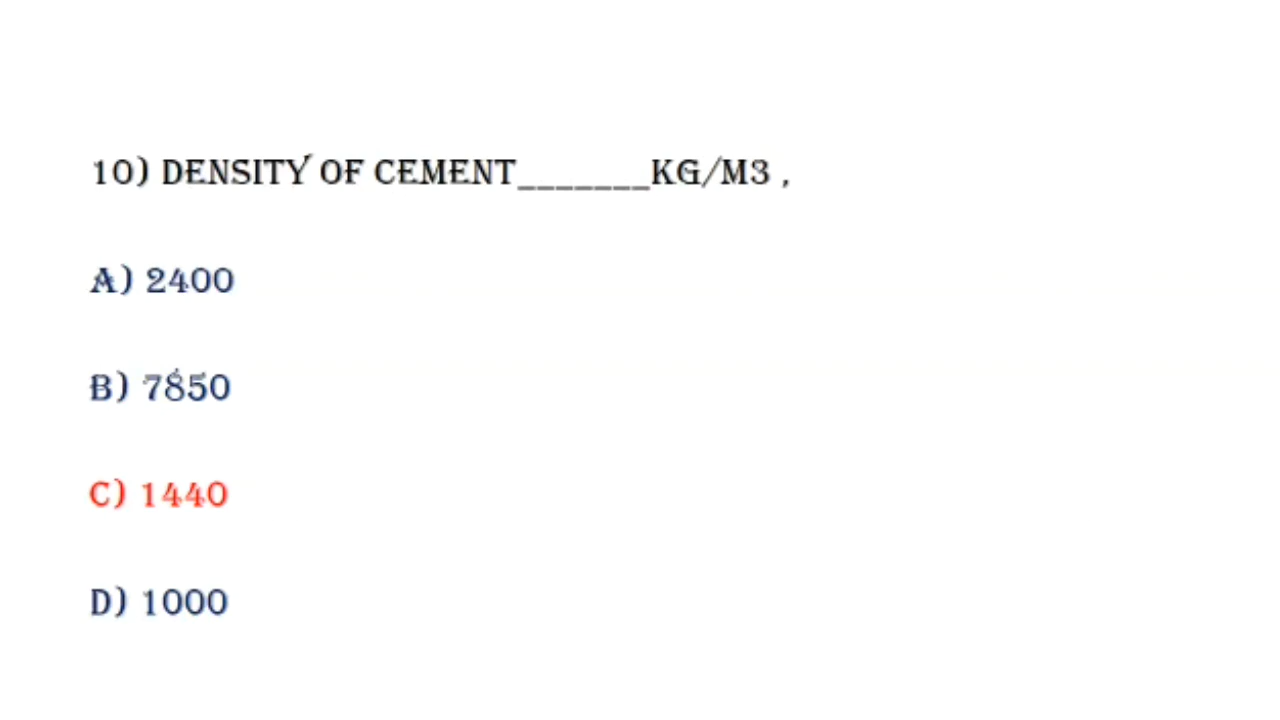 10) DENSITY OF CEMENT_______KG/M3 ,
A) 2400
B) 7850
C) 1440
D) 1000